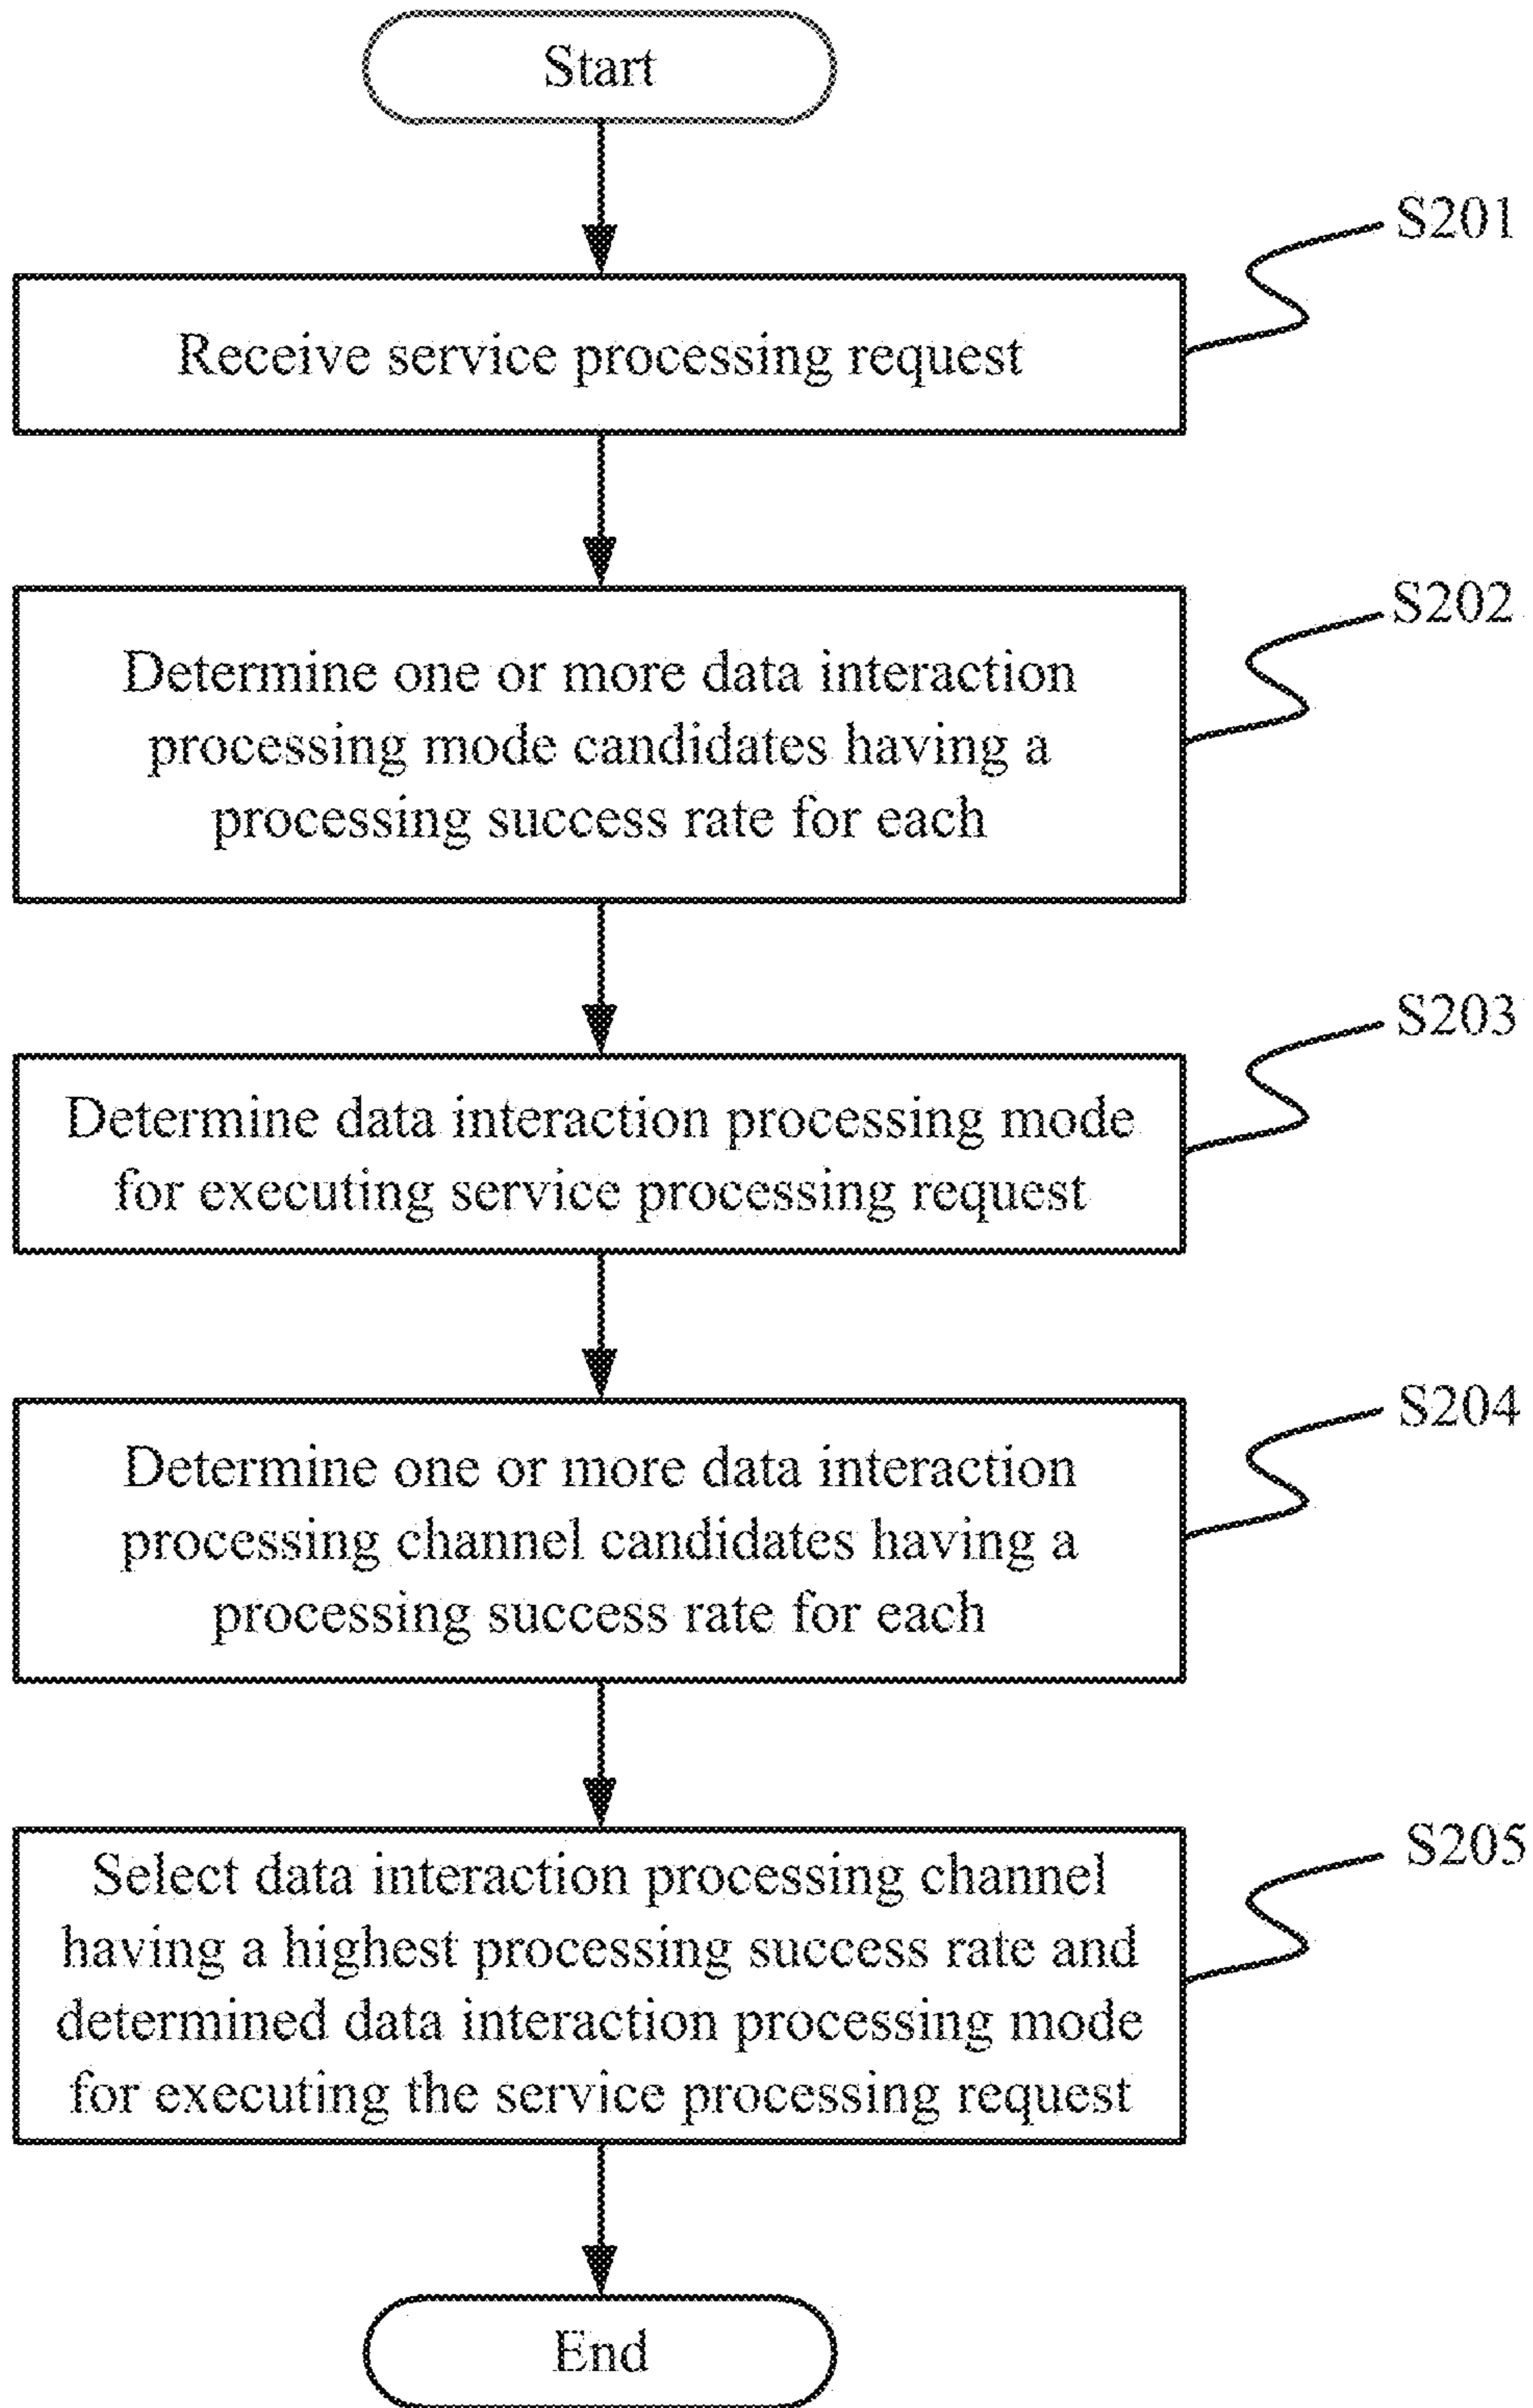 Start
S201
Receive service processing request
S202
Determine one or more data interaction
processing mode candidates having a
processing success rate for each
S203
Determine data interaction processing mode
for executing service processing request
S204
Determine one or more data interaction
processing channel candidates having a
processing success rate for each
S205
Select data interaction processing channel
having a highest processing success rate and
determined data interaction processing mode
for executing the service processing request
End